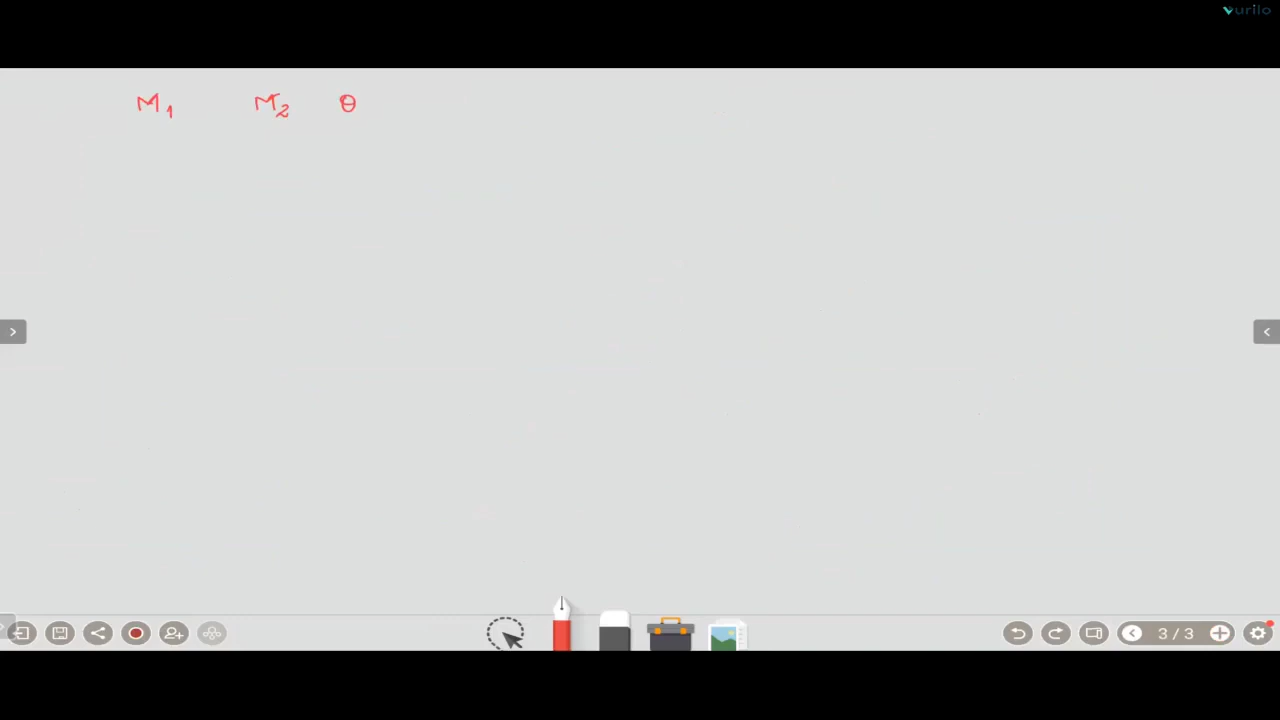 vurilo
M₁ M₂ θ
3 / 3